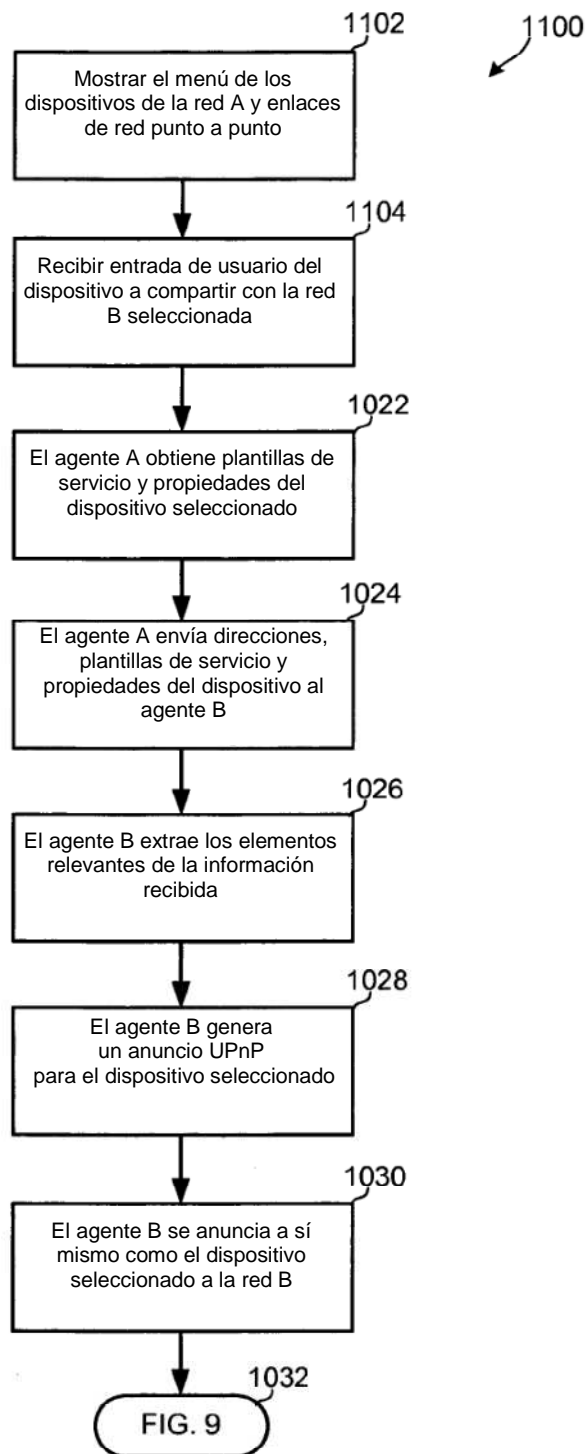 1102
1100
Mostrar el menú de los
dispositivos de la red A y enlaces
de red punto a punto
1104
Recibir entrada de usuario del
dispositivo a compartir con la red
B seleccionada
1022
El agente A obtiene plantillas de
servicio y propiedades del
dispositivo seleccionado
1024
El agente A envía direcciones,
plantillas de servicio y
propiedades del dispositivo al
agente B
1026
El agente B extrae los elementos
relevantes de la información
recibida
1028
El agente B genera
un anuncio UPnP
para el dispositivo seleccionado
1030
El agente B se anuncia a sí
mismo como el dispositivo
seleccionado a la red B
1032
FIG. 9